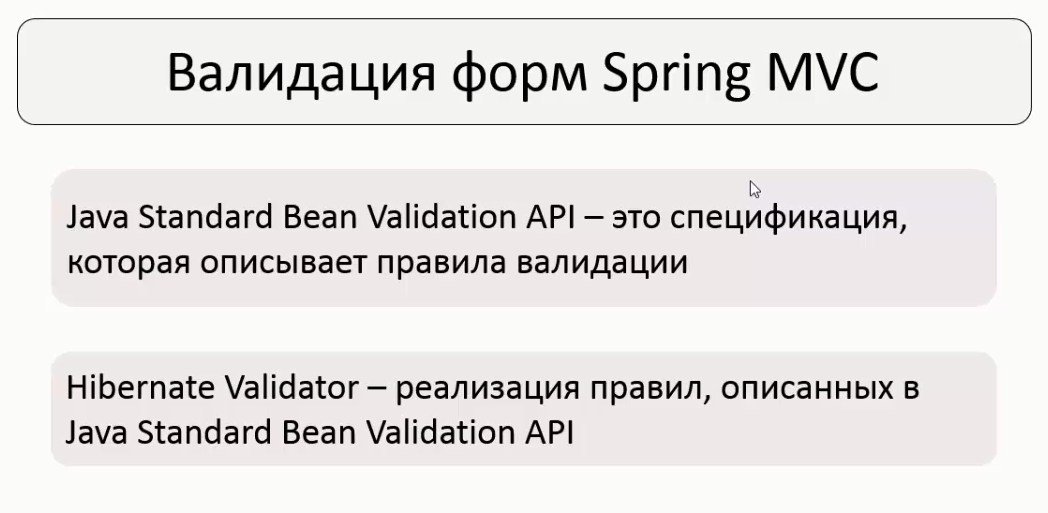 Валидация форм Spring MVC
Java Standard Bean Validation API – это спецификация,
которая описывает правила валидации
Hibernate Validator – реализация правил, описанных в
Java Standard Bean Validation API